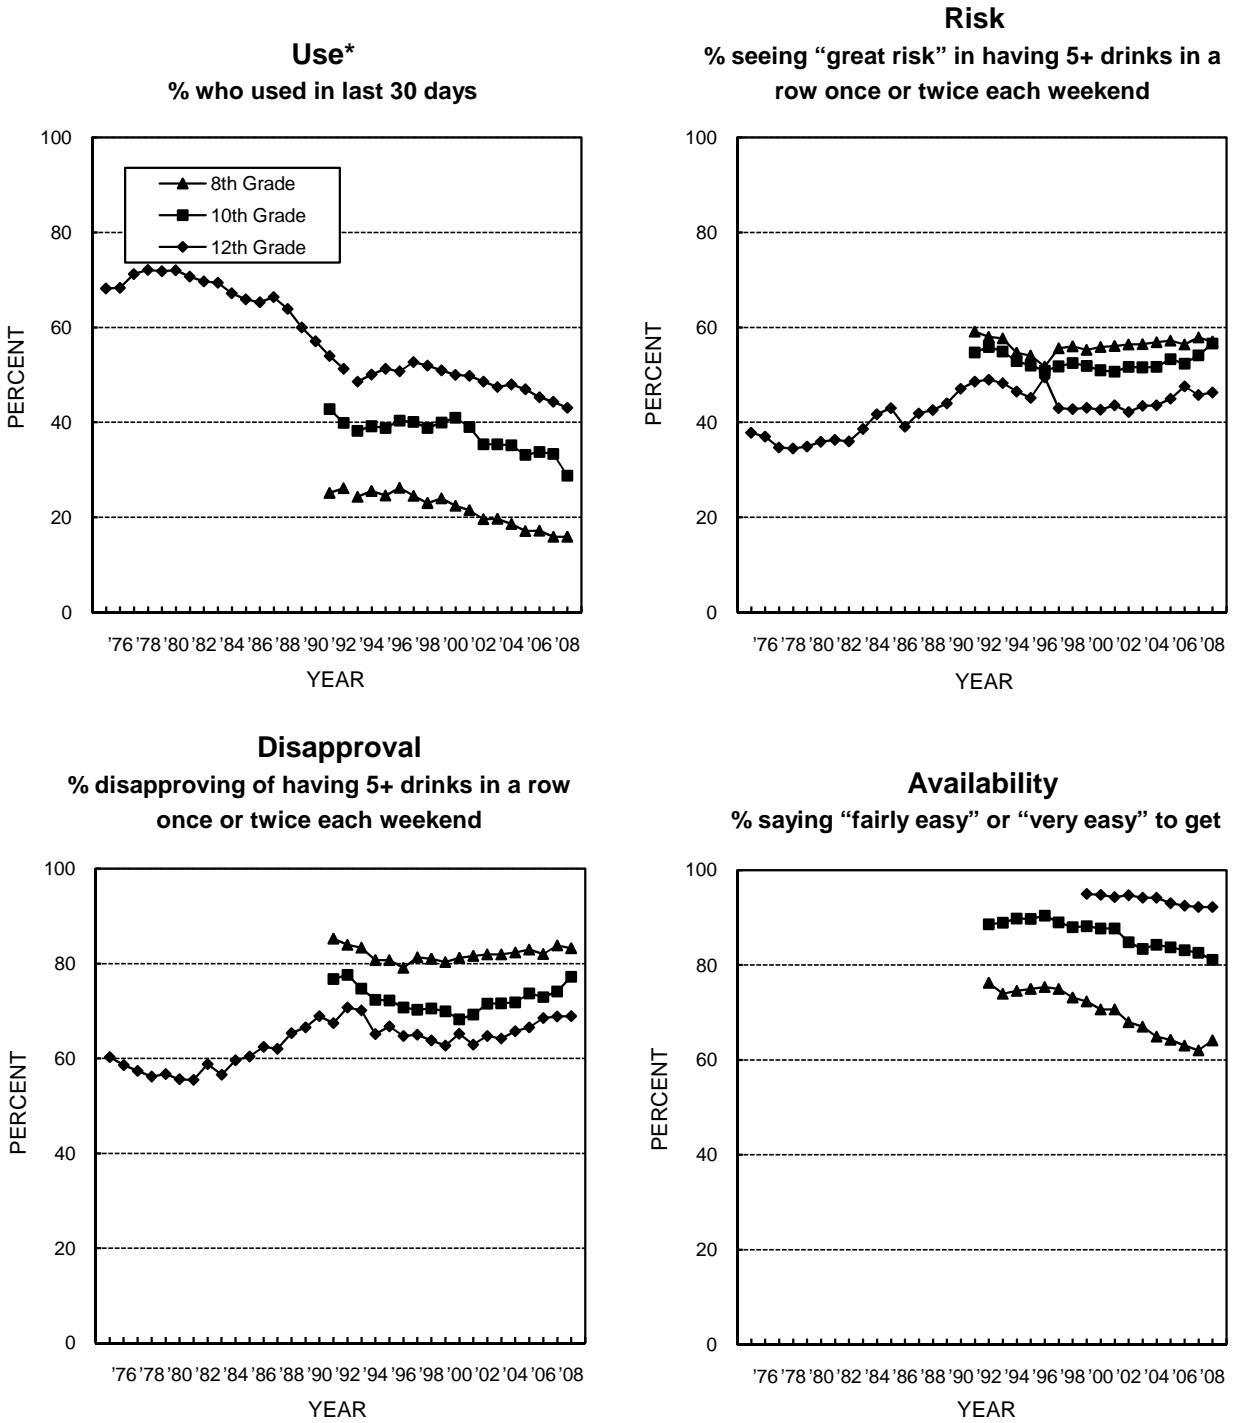 Use*
% who used in last 30 days
100
80
60
40
20
0
PERCENT
8th Grade
10th Grade
12th Grade
’76 ’78 ’80 ’82 ’84 ’86 ’88 ’90 ’92 ’94 ’96 ’98 ’00 ’02 ’04 ’06 ’08
YEAR
Risk
% seeing “great risk” in having 5+ drinks in a
row once or twice each weekend
100
80
60
40
20
0
PERCENT
’76 ’78 ’80 ’82 ’84 ’86 ’88 ’90 ’92 ’94 ’96 ’98 ’00 ’02 ’04 ’06 ’08
YEAR
Disapproval
% disapproving of having 5+ drinks in a row
once or twice each weekend
100
80
60
40
20
0
PERCENT
’76 ’78 ’80 ’82 ’84 ’86 ’88 ’90 ’92 ’94 ’96 ’98 ’00 ’02 ’04 ’06 ’08
YEAR
Availability
% saying “fairly easy” or “very easy” to get
100
80
60
40
20
0
PERCENT
’76 ’78 ’80 ’82 ’84 ’86 ’88 ’90 ’92 ’94 ’96 ’98 ’00 ’02 ’04 ’06 ’08
YEAR